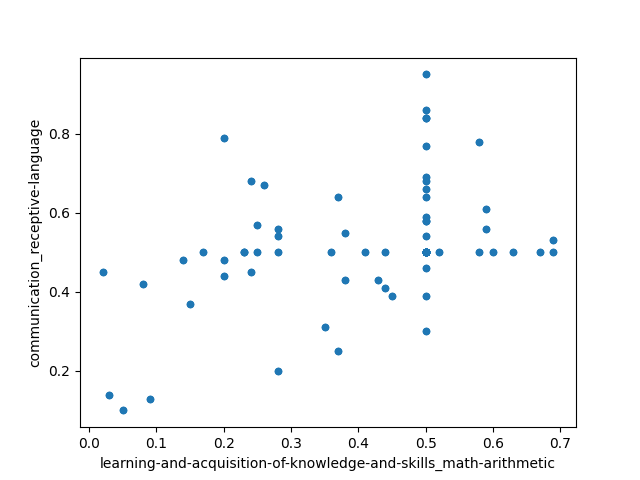 communication_receptive-language
0.8
0.6
0.4
0.2
0.0 0.1 0.2 0.3 0.4 0.5 0.6 0.7
learning-and-acquisition-of-knowledge-and-skills_math-arithmetic